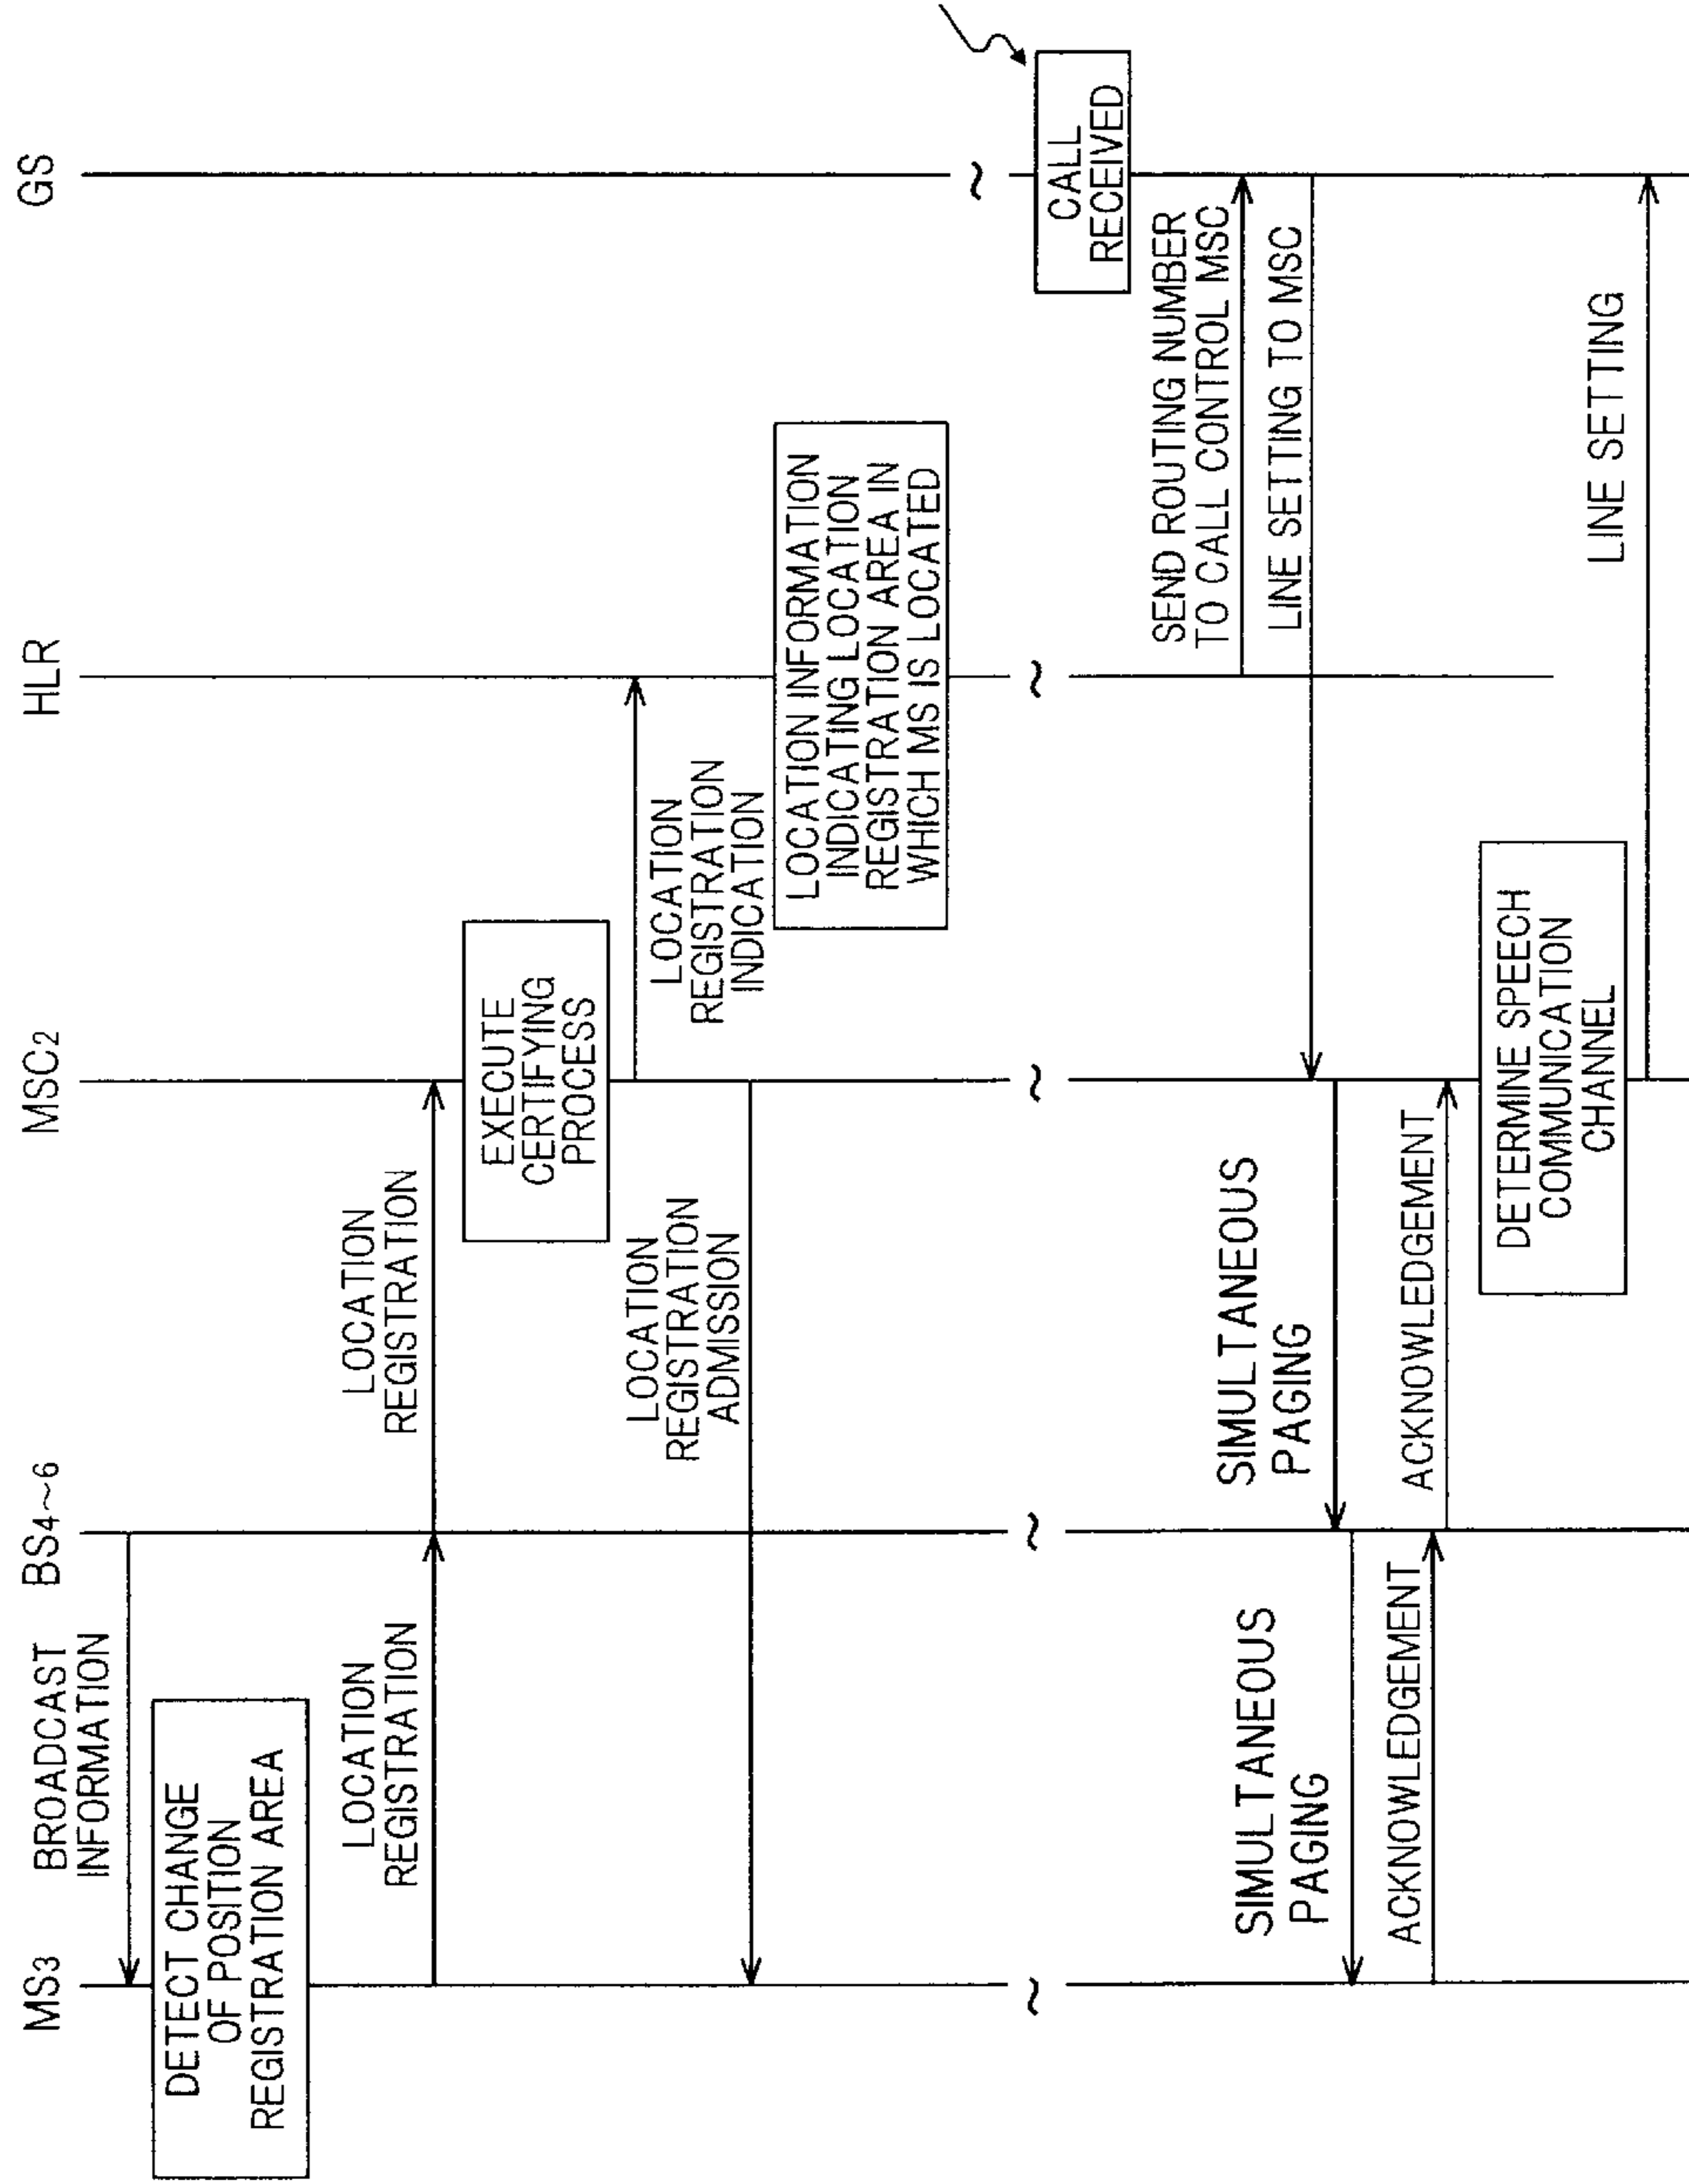 MS3
BS4~6
MSC2
HLR
GS
BROADCAST
INFORMATION
DETECT CHANGE
OF POSITION
REGISTRATION AREA
LOCATION
REGISTRATION
LOCATION
REGISTRATION
EXECUTE
CERTIFYING
PROCESS
LOCATION
REGISTRATION
INDICATION
LOCATION
REGISTRATION
ADMISSION
LOCATION INFORMATION
INDICATING LOCATION
REGISTRATION AREA IN
WHICH MS IS LOCATED
CALL
RECEIVED
SEND ROUTING NUMBER
TO CALL CONTROL MSC
LINE SETTING TO MSC
SIMULTANEOUS
PAGING
SIMULTANEOUS
PAGING
ACKNOWLEDGEMENT
ACKNOWLEDGEMENT
DETERMINE SPEECH
COMMUNICATION
CHANNEL
LINE SETTING